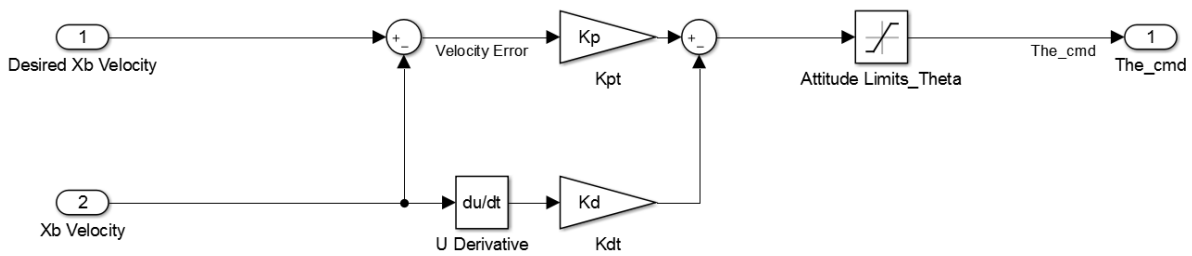 1
Desired Xb Velocity
+
−
Velocity Error
Kp
Kpt
+
−
Attitude Limits_Theta
The_cmd
1
The_cmd
2
Xb Velocity
du/dt
U Derivative
Kd
Kdt